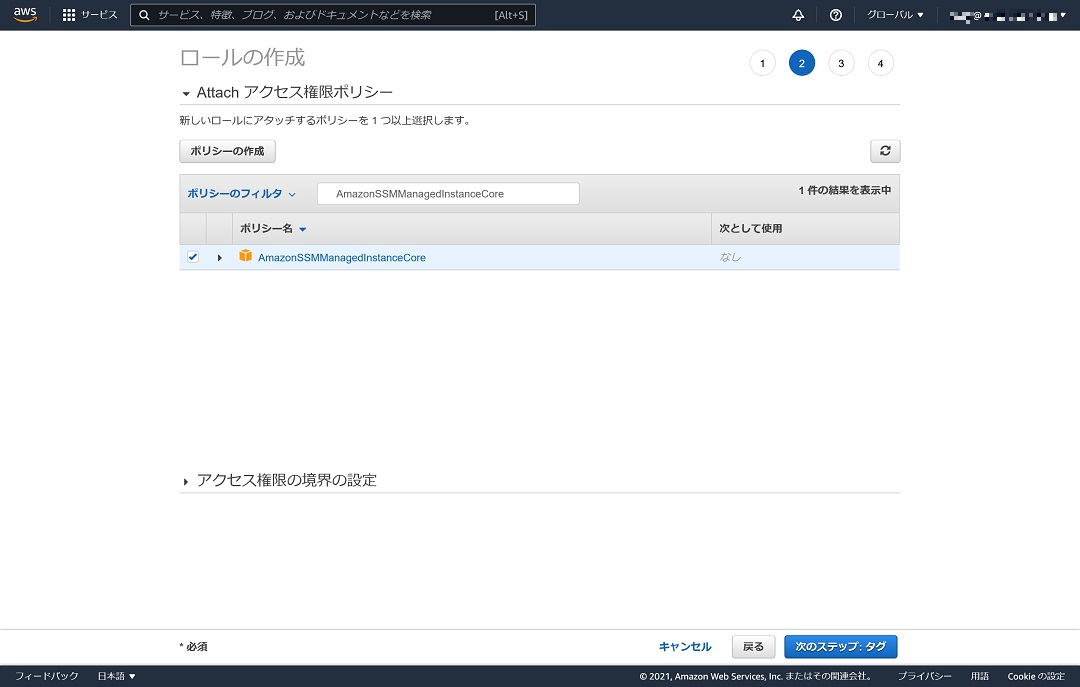 aws サービス サービス、特徴、ブログ、およびドキュメントなどを検索 [Alt+S] グローバル ▼ @ ▼
ロールの作成
1 2 3 4
Attach アクセス権限ポリシー
新しいロールにアタッチするポリシーを 1 つ以上選択します。
ポリシーの作成
ポリシーのフィルタ AmazonSSMManagedInstanceCore 1 件の結果を表示中
ポリシー名 次として使用
AmazonSSMManagedInstanceCore なし
アクセス権限の境界の設定
* 必須 キャンセル 戻る 次のステップ: タグ
フィードバック 日本語 ▼ © 2021, Amazon Web Services, Inc. またはその関連会社。 プライバシー 用語 Cookie の設定